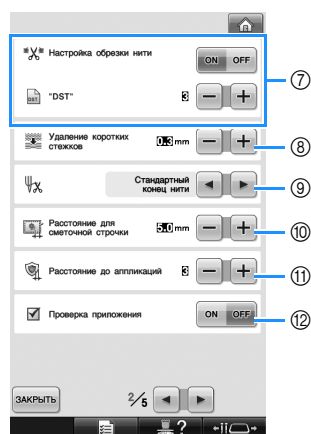 Настройка обрезки нити
ON OFF
"DST"
DST
3
− +
⑦
Удаление коротких
стежков
0.3 mm
− +
⑧
Стандартный
конец нити
⑨
Расстояние для
сметочной строчки
5.0 mm
− +
⑩
Расстояние до аппликаций
3
− +
⑪
Проверка приложения
ON OFF
⑫
ЗАКРЫТЬ
2/5
?